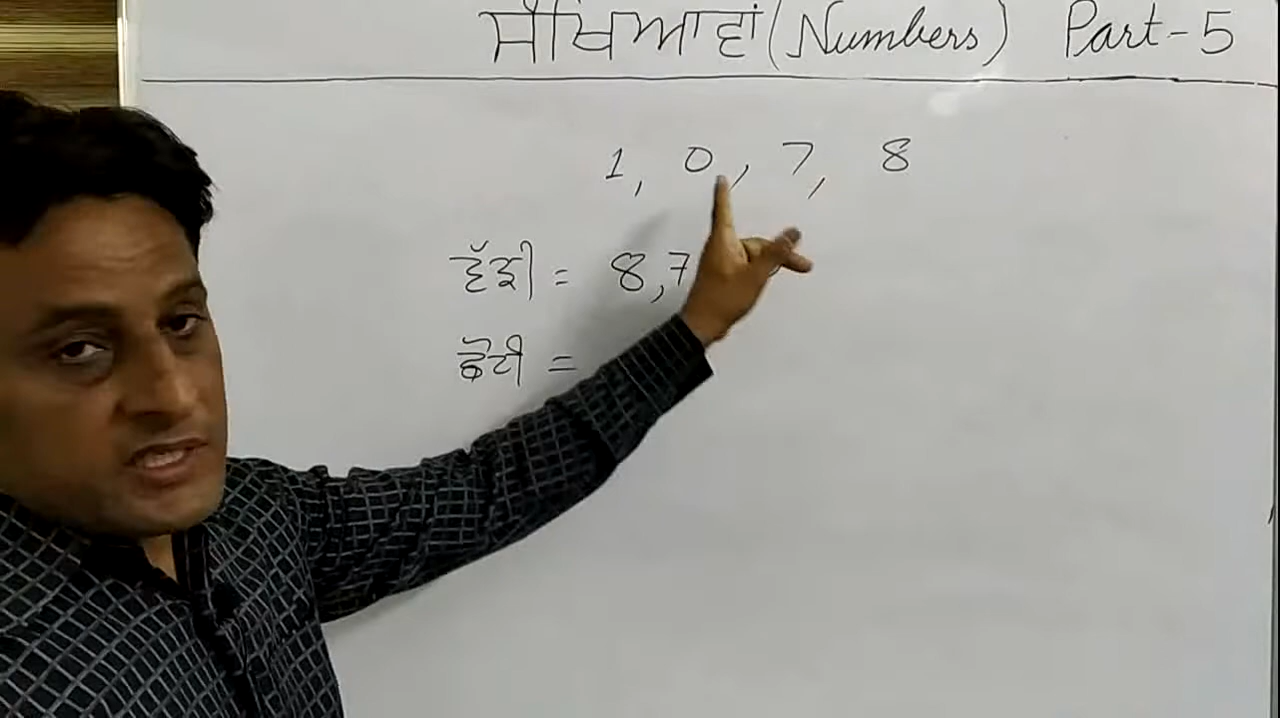 ਸੰਖਿਆਵਾਂ (Numbers) Part-5
1, 0, 7, 8
ਵੱਡੀ = 8,7
ਛੋਟੀ =